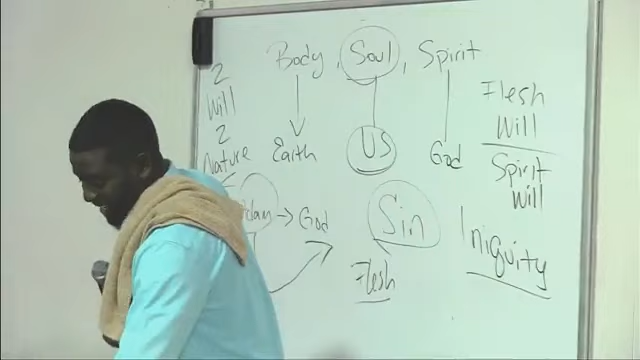 Body, Soul, Spirit
Earth US God
2
Will
2
Nature
Flesh
Will
Spirit
Will
→ God
Sin
Flesh
Iniquity